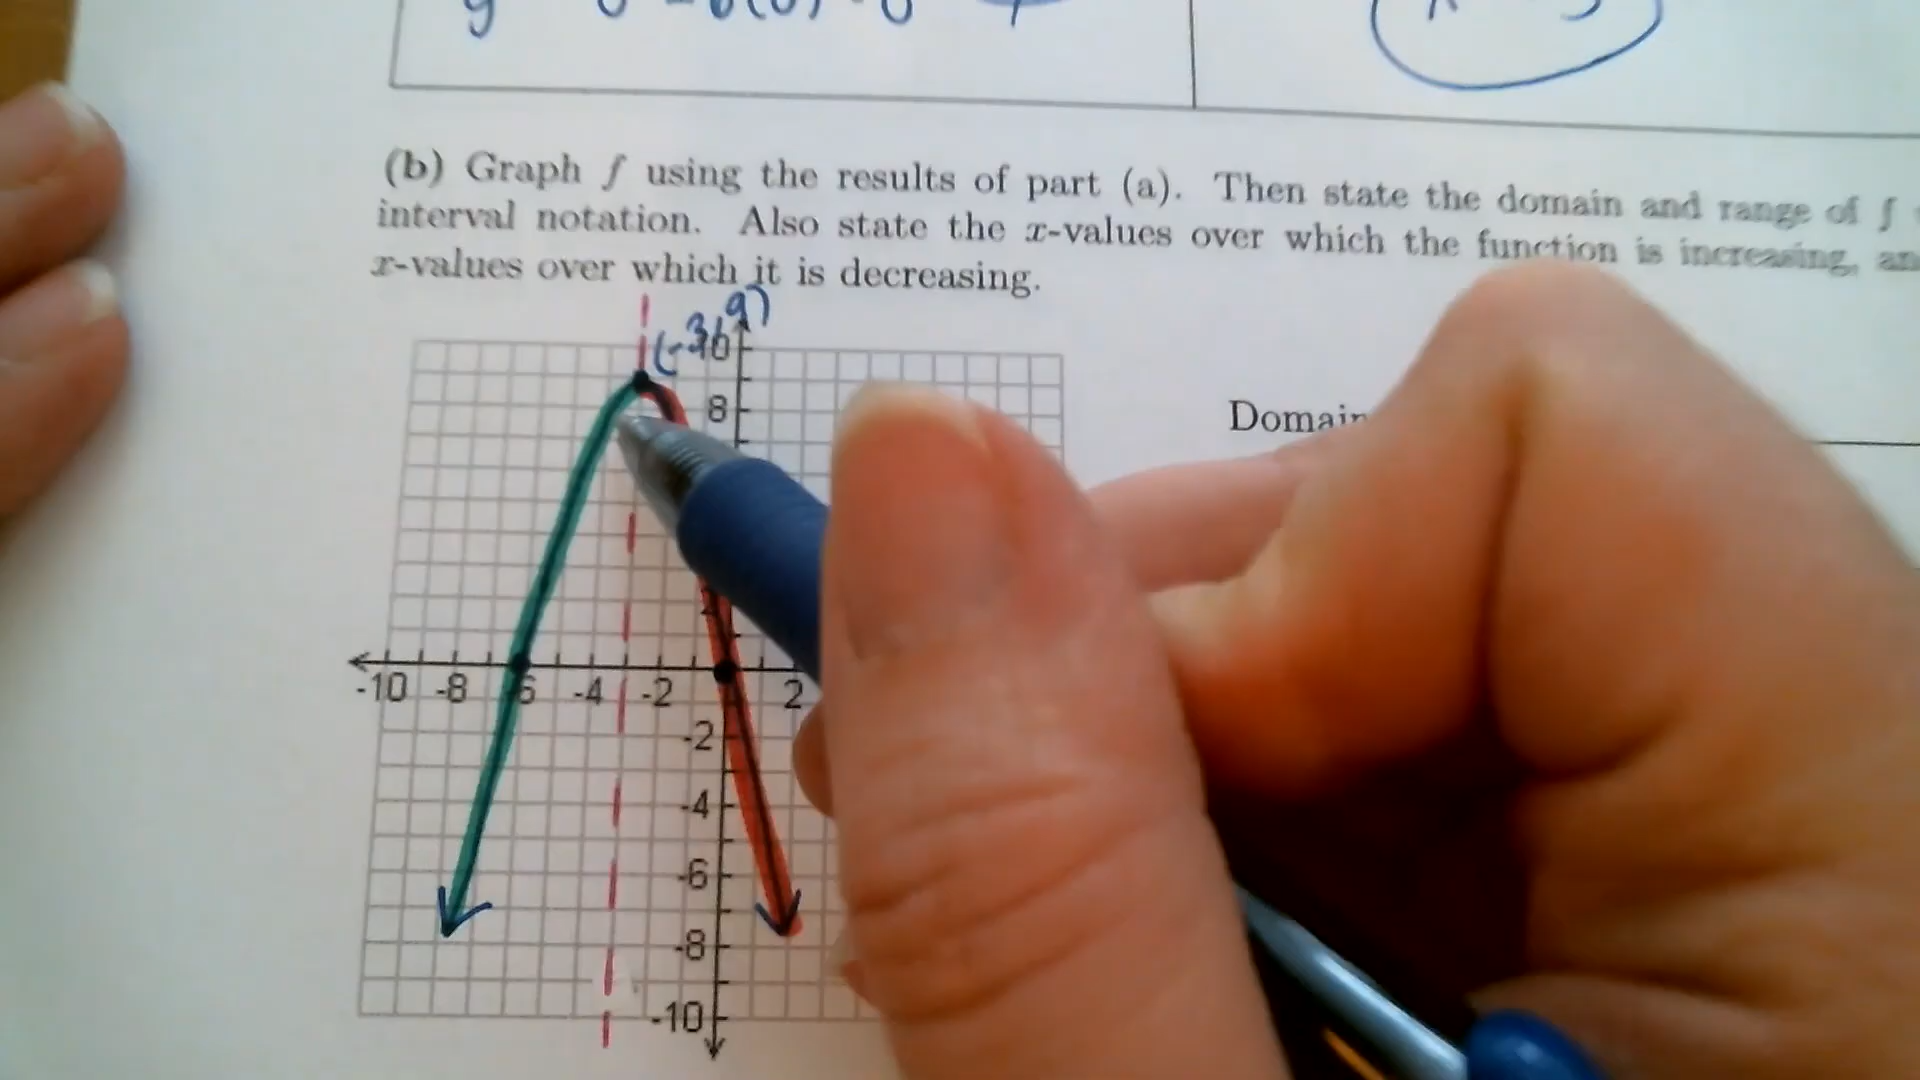 (b) Graph f using the results of part (a). Then state the domain and range of f
interval notation. Also state the x-values over which the function is increasing, an
x-values over which it is decreasing.
(-3, 9)
10
8
Domain
-10 -8 -6 -4 -2 2
-2
-4
-6
-8
-10